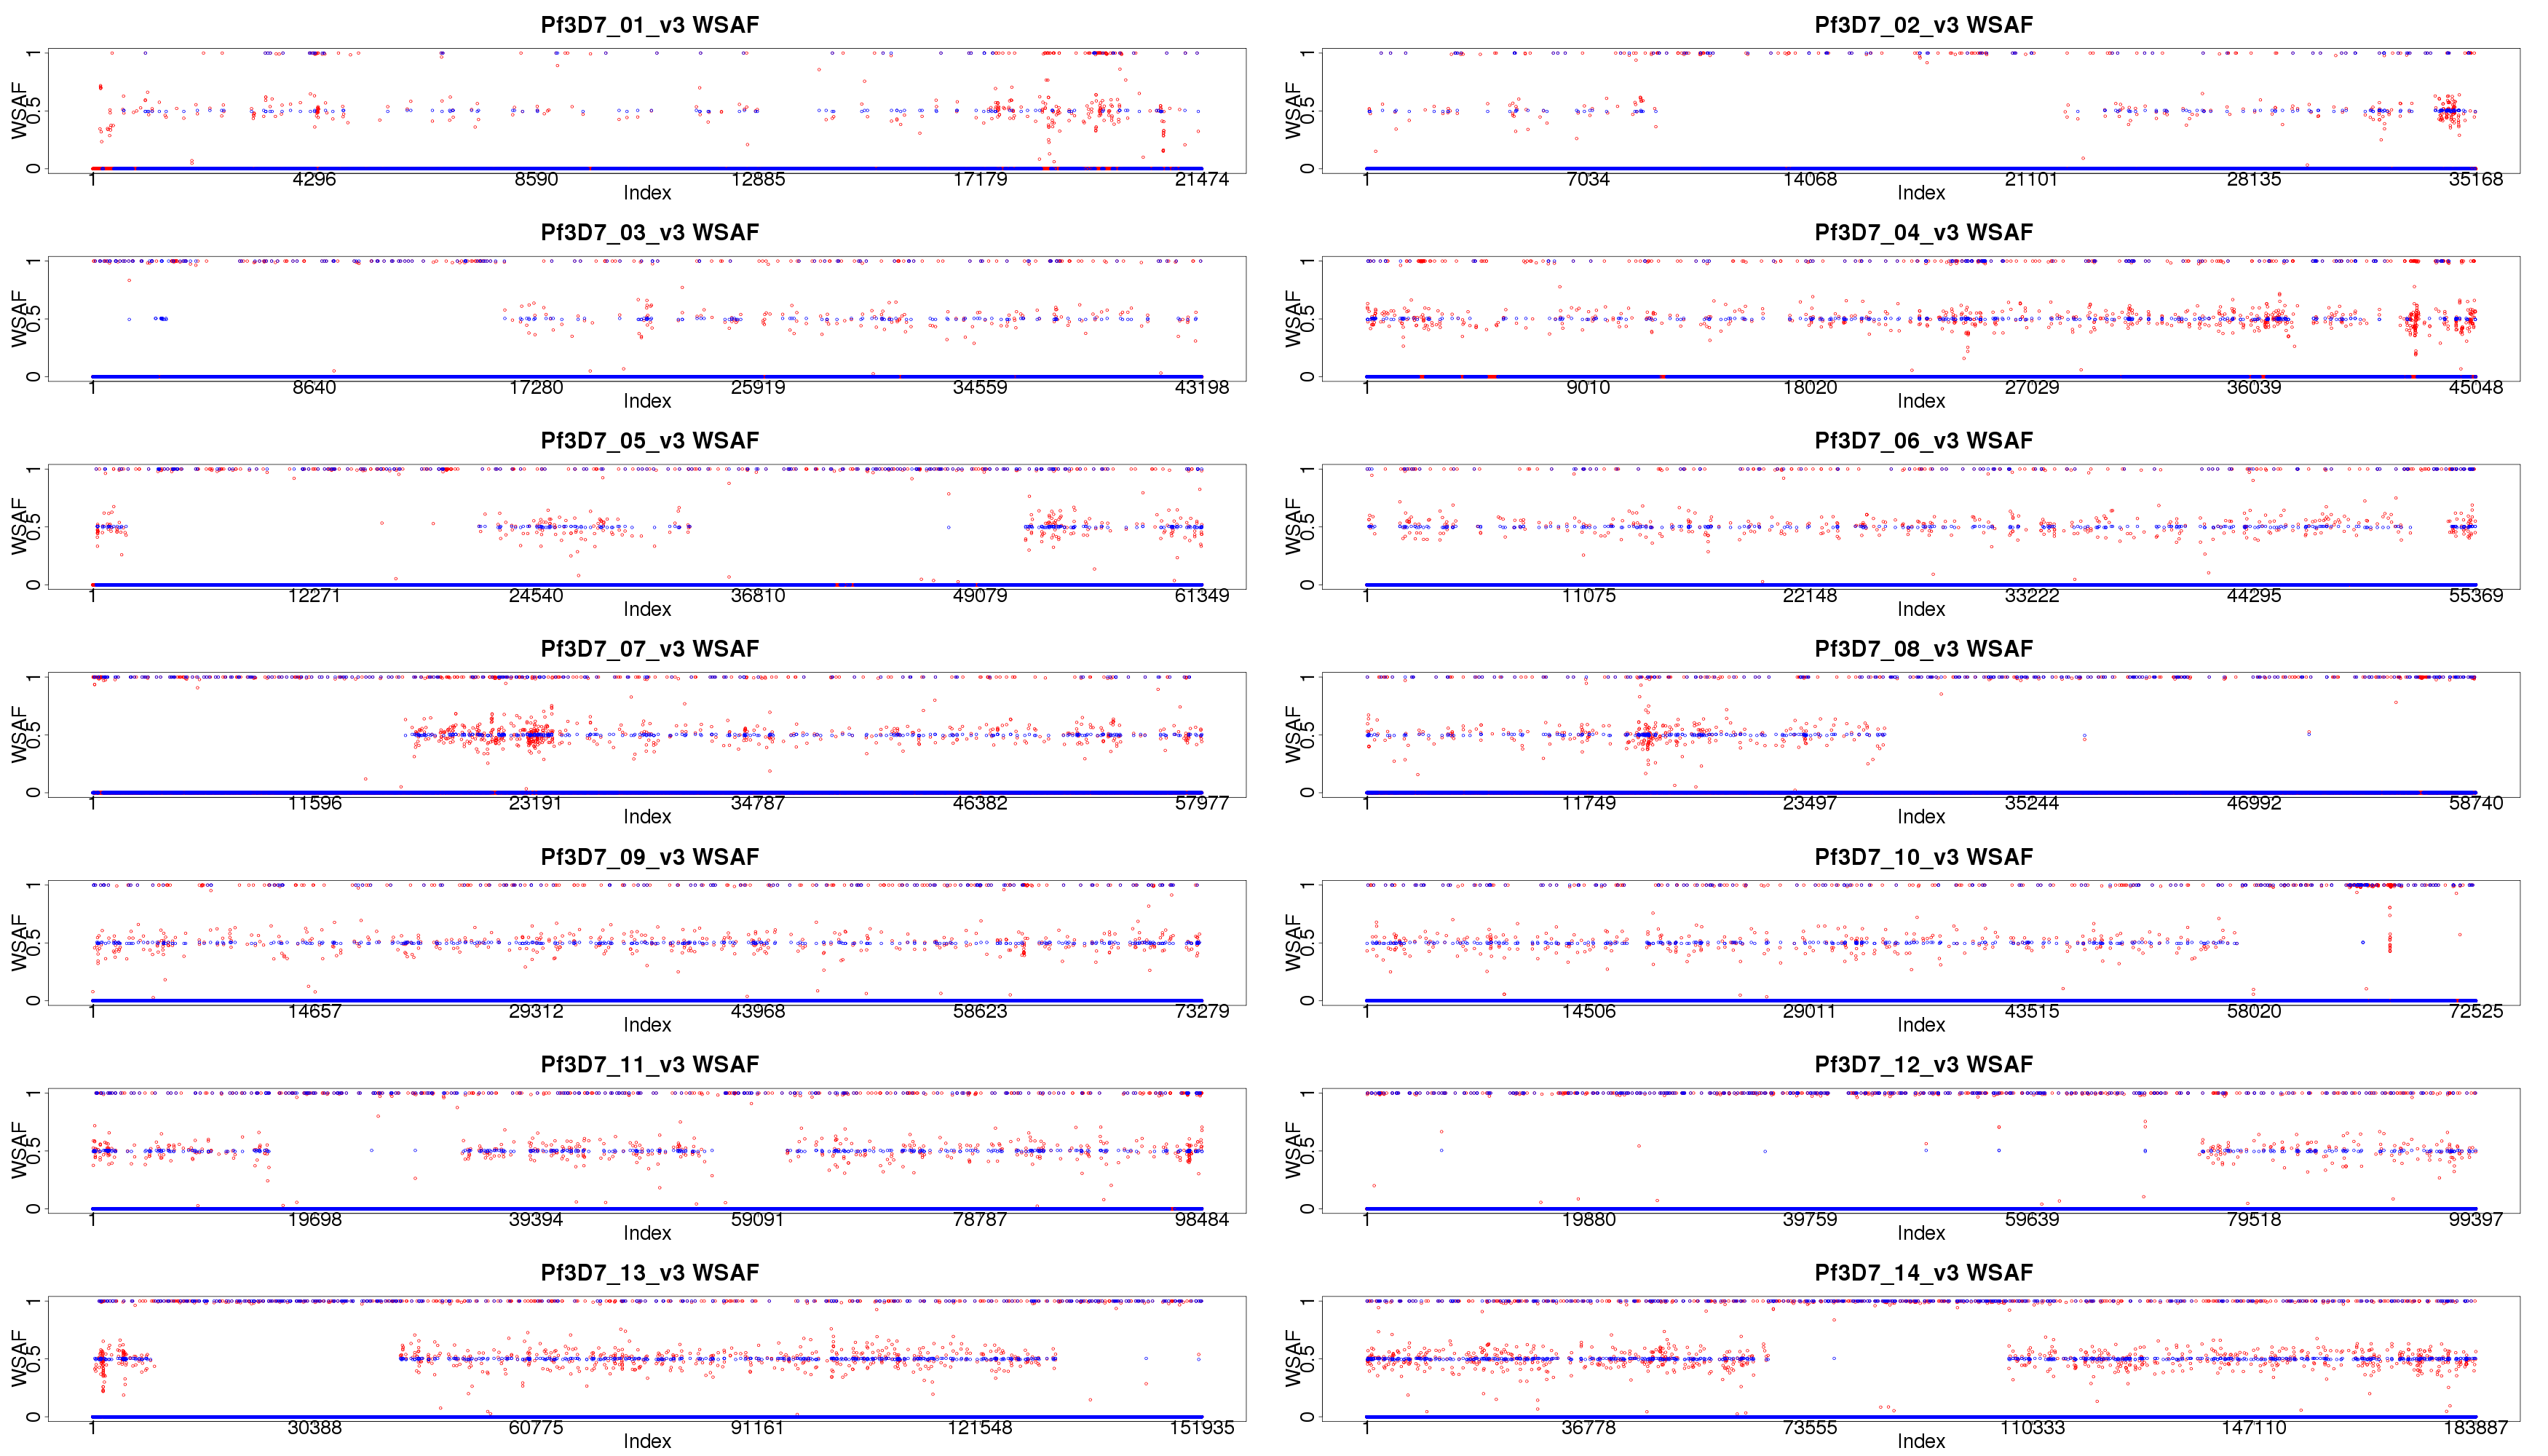 Pf3D7_01_v3 WSAF
WSAF
0 0.5 1
1 4296 8590 12885 17179 21474
Index
Pf3D7_02_v3 WSAF
WSAF
0 0.5 1
1 7034 14068 21101 28135 35168
Index
Pf3D7_03_v3 WSAF
WSAF
0 0.5 1
1 8640 17280 25919 34559 43198
Index
Pf3D7_04_v3 WSAF
WSAF
0 0.5 1
1 9010 18020 27029 36039 45048
Index
Pf3D7_05_v3 WSAF
WSAF
0 0.5 1
1 12271 24540 36810 49079 61349
Index
Pf3D7_06_v3 WSAF
WSAF
0 0.5 1
1 11075 22148 33222 44295 55369
Index
Pf3D7_07_v3 WSAF
WSAF
0 0.5 1
1 11596 23191 34787 46382 57977
Index
Pf3D7_08_v3 WSAF
WSAF
0 0.5 1
1 11749 23497 35244 46992 58740
Index
Pf3D7_09_v3 WSAF
WSAF
0 0.5 1
1 14657 29312 43968 58623 73279
Index
Pf3D7_10_v3 WSAF
WSAF
0 0.5 1
1 14506 29011 43515 58020 72525
Index
Pf3D7_11_v3 WSAF
WSAF
0 0.5 1
1 19698 39394 59091 78787 98484
Index
Pf3D7_12_v3 WSAF
WSAF
0 0.5 1
1 19880 39759 59639 79518 99397
Index
Pf3D7_13_v3 WSAF
WSAF
0 0.5 1
1 30388 60775 91161 121548 151935
Index
Pf3D7_14_v3 WSAF
WSAF
0 0.5 1
1 36778 73555 110333 147110 183887
Index